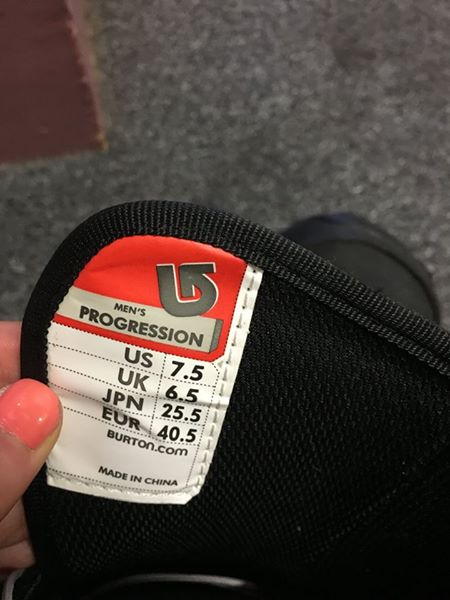 MEN'S
PROGRESSION
US 7.5
UK 6.5
JPN 25.5
EUR 40.5
BURTON.COM
MADE IN CHINA